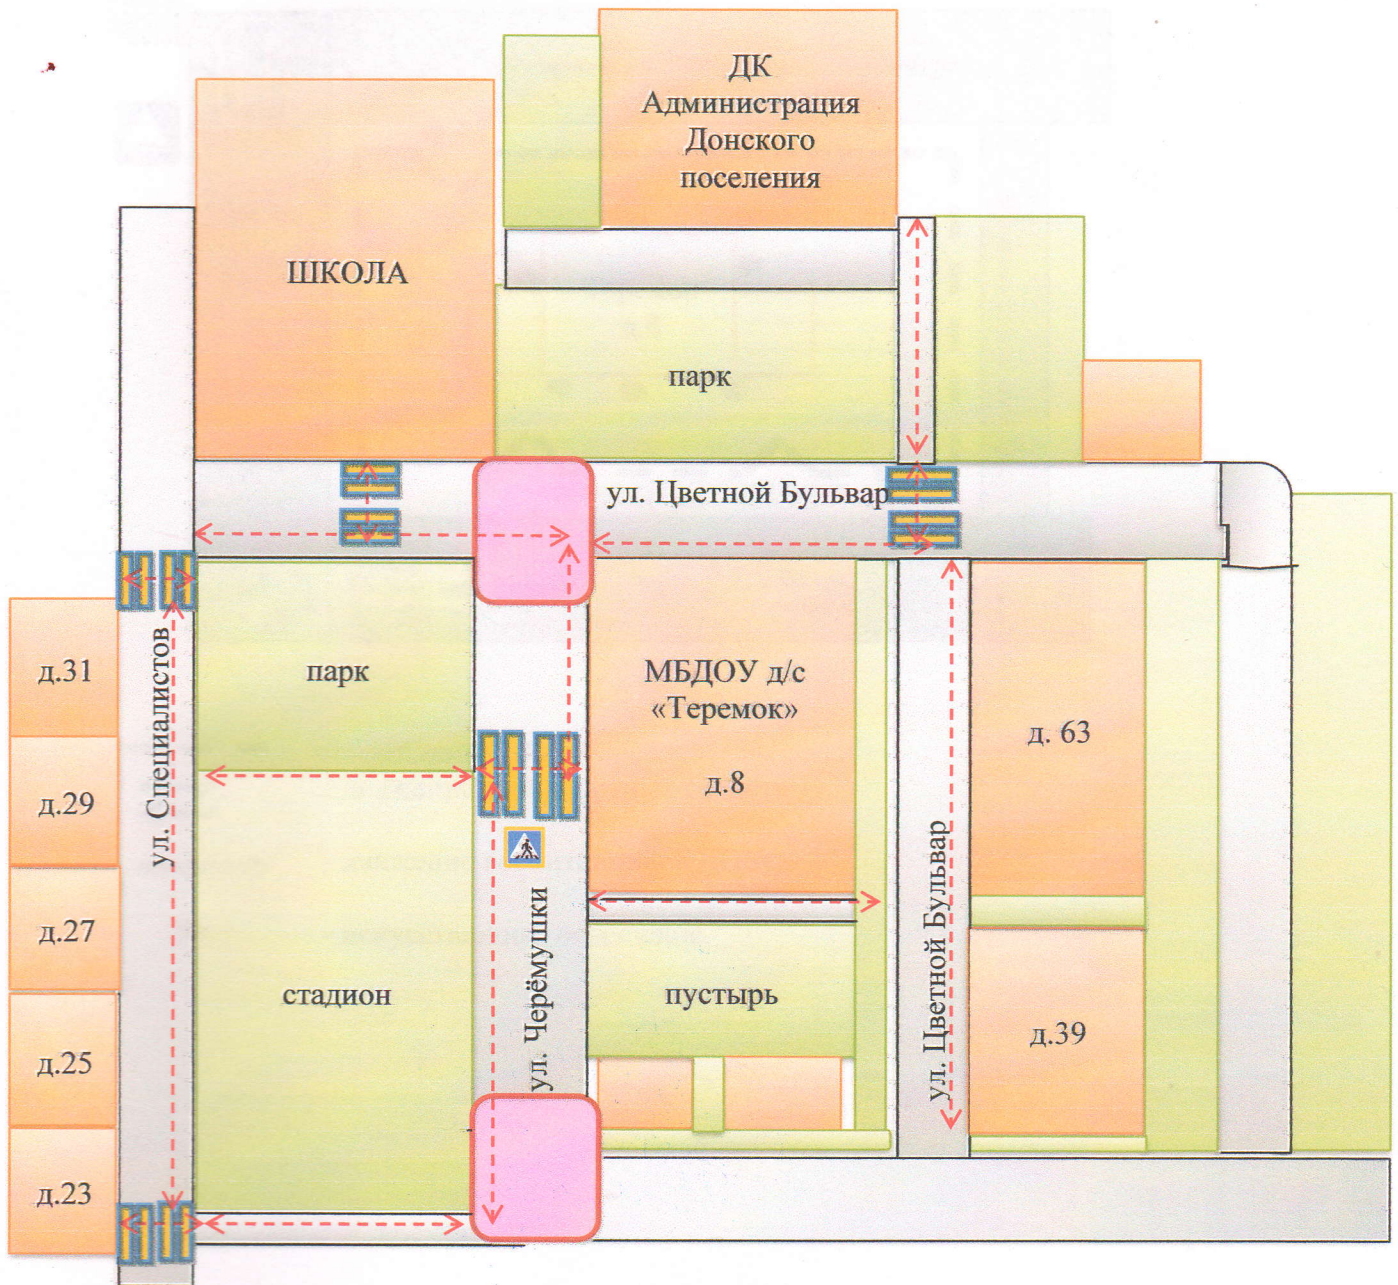 ДК
Администрация
Донского
поселения
ШКОЛА
парк
ул. Цветной Бульвар
д.31
д.29
д.27
д.25
д.23
ул. Специалистов
парк
стадион
ул. Черёмушки
МБДОУ д/с
«Теремок»
д.8
пустырь
ул. Цветной Бульвар
д. 63
д.39